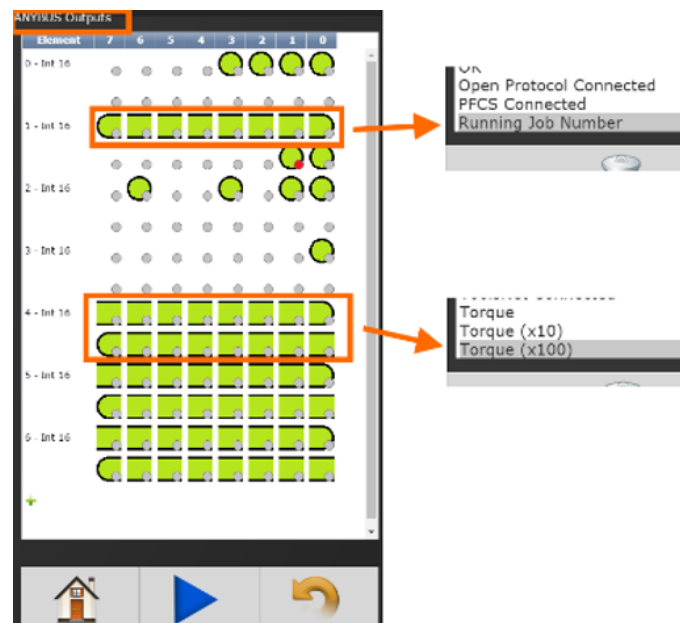 ANYBUS Outputs
Element 7 6 5 4 3 2 1 0
0 - Int 16
1 - Int 16
2 - Int 16
3 - Int 16
4 - Int 16
5 - Int 16
6 - Int 16
OK
Open Protocol Connected
PFCS Connected
Running Job Number
Connected
Torque
Torque (x10)
Torque (x100)